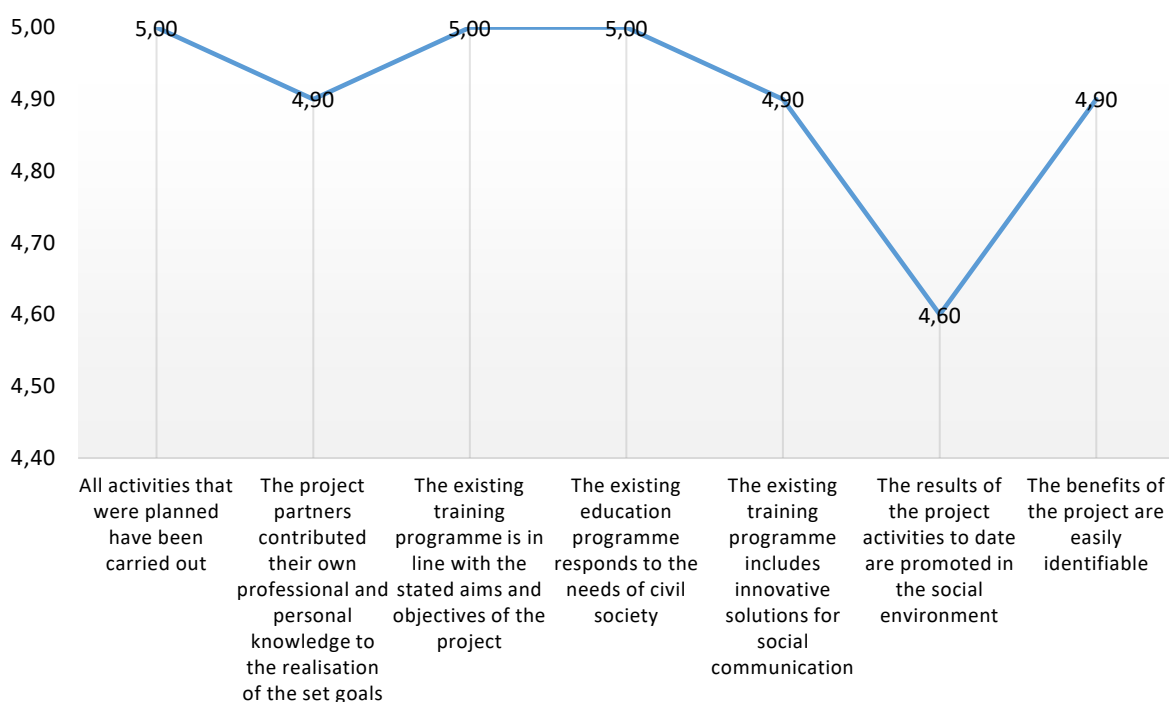 5,00
4,90
4,80
4,70
4,60
4,50
4,40
5,00
4,90
5,00
5,00
4,90
4,60
4,90
All activities that
were planned
have been
carried out
The project
partners
contributed
their own
professional and
personal
knowledge to
the realisation
of the set goals
The existing
training
programme is in
line with the
stated aims and
objectives of the
project
The existing
education
programme
responds to the
needs of civil
society
The existing
training
programme
includes
innovative
solutions for
social
communication
The results of
the project
activities to date
are promoted in
the social
environment
The benefits of
the project are
easily
identifiable